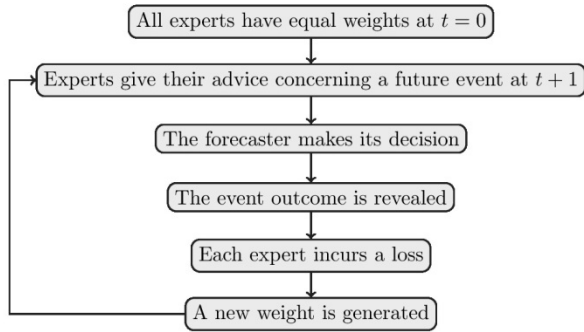 All experts have equal weights at t = 0
Experts give their advice concerning a future event at t + 1
The forecaster makes its decision
The event outcome is revealed
Each expert incurs a loss
A new weight is generated